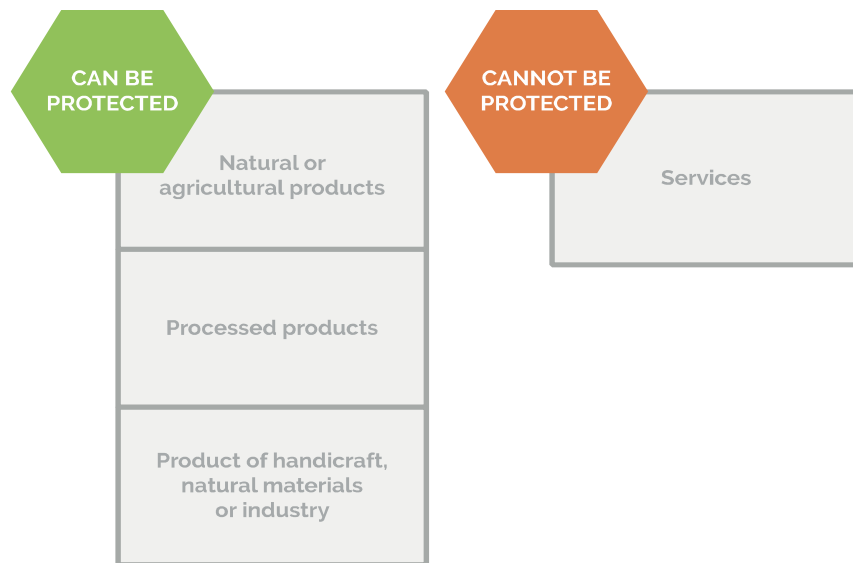 CAN BE
PROTECTED
Natural or
agricultural products
Processed products
Product of handicraft,
natural materials
or industry
CANNOT BE
PROTECTED
Services